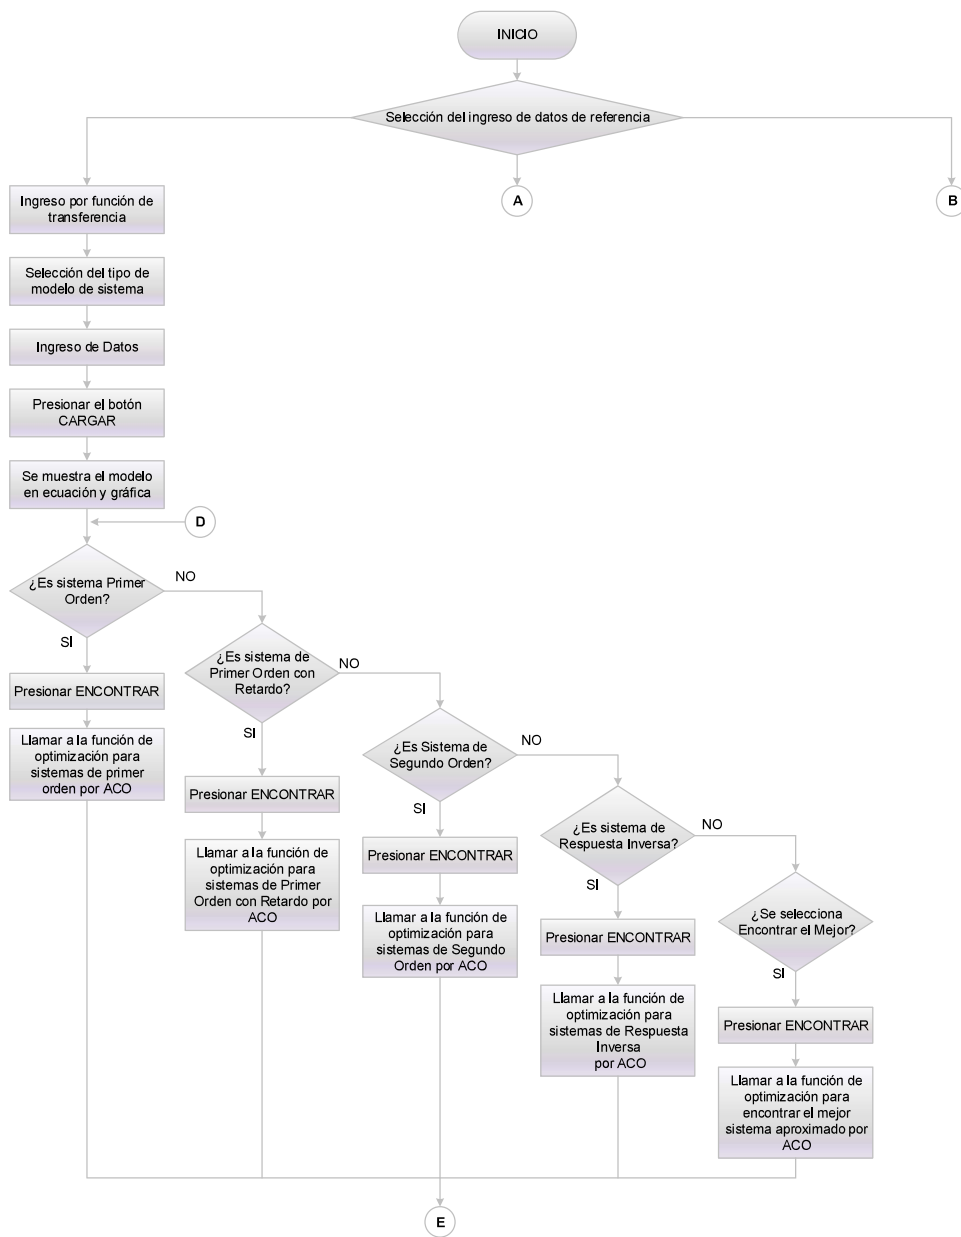 INICIO
Selección del ingreso de datos de referencia
A
B
Ingreso por función de
transferencia
Selección del tipo de
modelo de sistema
Ingreso de Datos
Presionar el botón
CARGAR
Se muestra el modelo
en ecuación y gráfica
D
¿Es sistema Primer
Orden?
NO
SI
Presionar ENCONTRAR
Llamar a la función de
optimización para
sistemas de primer
orden por ACO
¿Es sistema de
Primer Orden con
Retardo?
NO
SI
Presionar ENCONTRAR
Llamar a la función de
optimización para
sistemas de Primer
Orden con Retardo por
ACO
¿Es Sistema de
Segundo Orden?
NO
SI
Presionar ENCONTRAR
Llamar a la función de
optimización para
sistemas de Segundo
Orden por ACO
¿Es sistema de
Respuesta Inversa?
NO
SI
Presionar ENCONTRAR
Llamar a la función de
optimización para
sistemas de Respuesta
Inversa
por ACO
¿Se selecciona
Encontrar el Mejor?
SI
Presionar ENCONTRAR
Llamar a la función de
optimización para
encontrar el mejor
sistema aproximado por
ACO
E